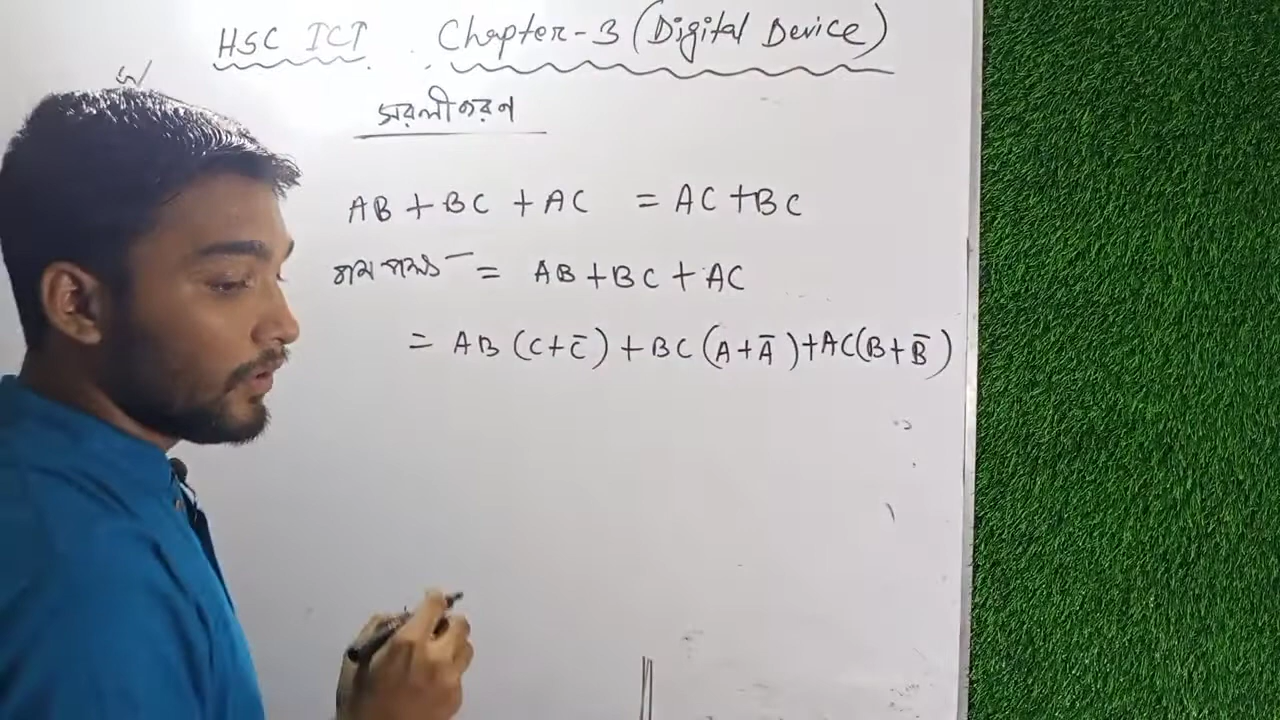 HSC ICT . Chapter-3 (Digital Device)
সরলীকরণ
AB + BC + AC = AC + BC
বামপক্ষ = AB + BC + AC
= AB (C + C̅) + BC (A + A̅) + AC(B + B̅)